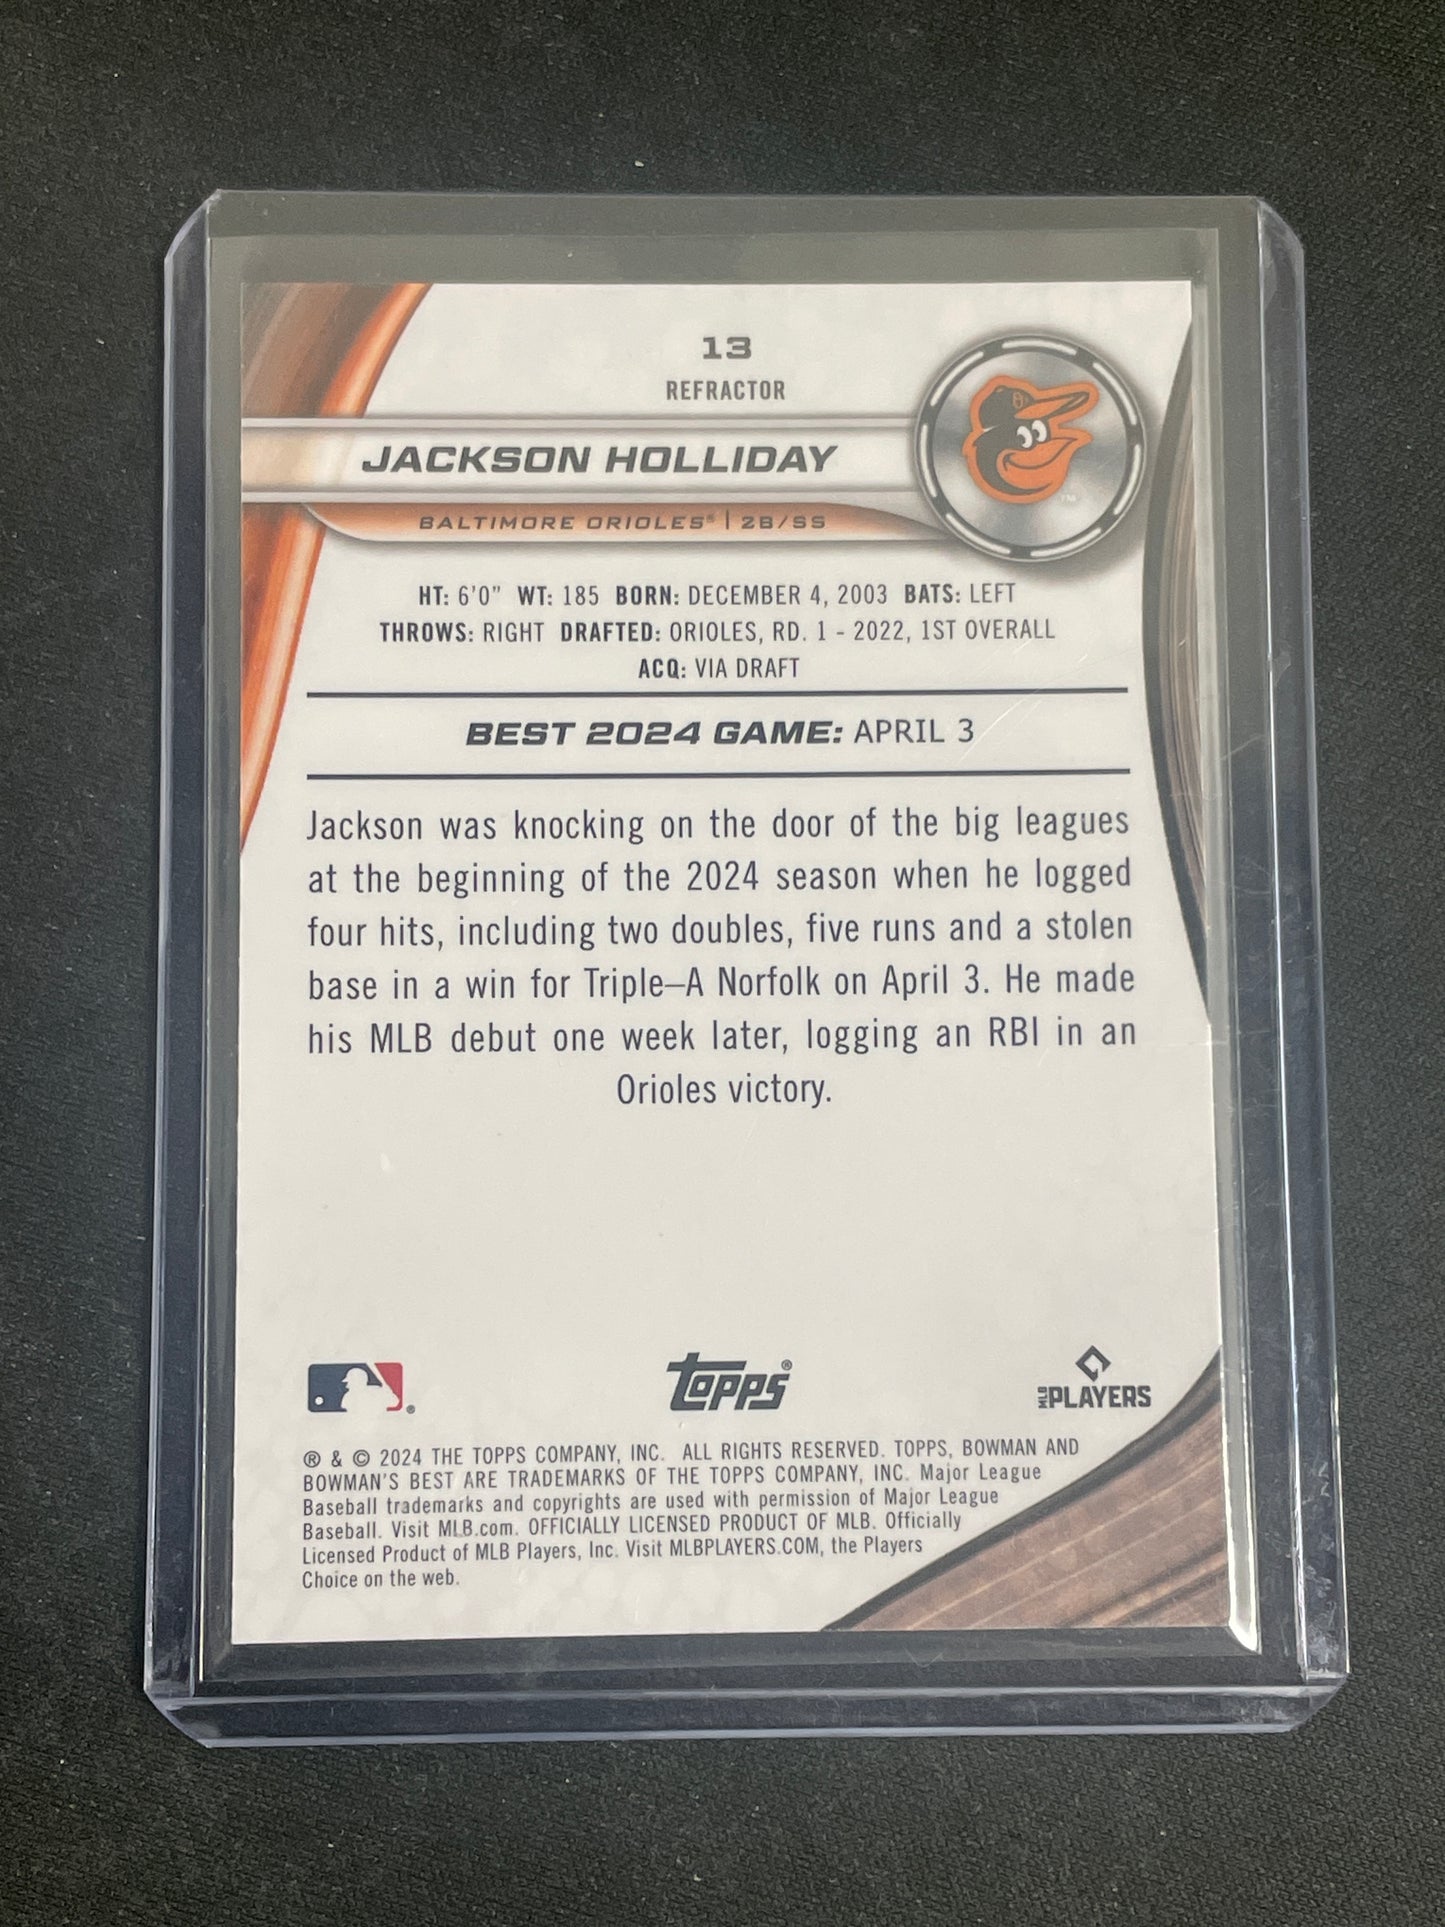 13
REFRACTOR
JACKSON HOLLIDAY
BALTIMORE ORIOLES® | 2B/SS
TM
HT: 6'0" WT: 185 BORN: DECEMBER 4, 2003 BATS: LEFT
THROWS: RIGHT DRAFTED: ORIOLES, RD. 1 - 2022, 1ST OVERALL
ACQ: VIA DRAFT
BEST 2024 GAME: APRIL 3
Jackson was knocking on the door of the big leagues
at the beginning of the 2024 season when he logged
four hits, including two doubles, five runs and a stolen
base in a win for Triple–A Norfolk on April 3. He made
his MLB debut one week later, logging an RBI in an
Orioles victory.
®
Topps®
MLB PLAYERS
® & © 2024 THE TOPPS COMPANY, INC. ALL RIGHTS RESERVED. TOPPS, BOWMAN AND
BOWMAN'S BEST ARE TRADEMARKS OF THE TOPPS COMPANY, INC. Major League
Baseball trademarks and copyrights are used with permission of Major League
Baseball. Visit MLB.com. OFFICIALLY LICENSED PRODUCT OF MLB. Officially
Licensed Product of MLB Players, Inc. Visit MLBPLAYERS.COM, the Players
Choice on the web.